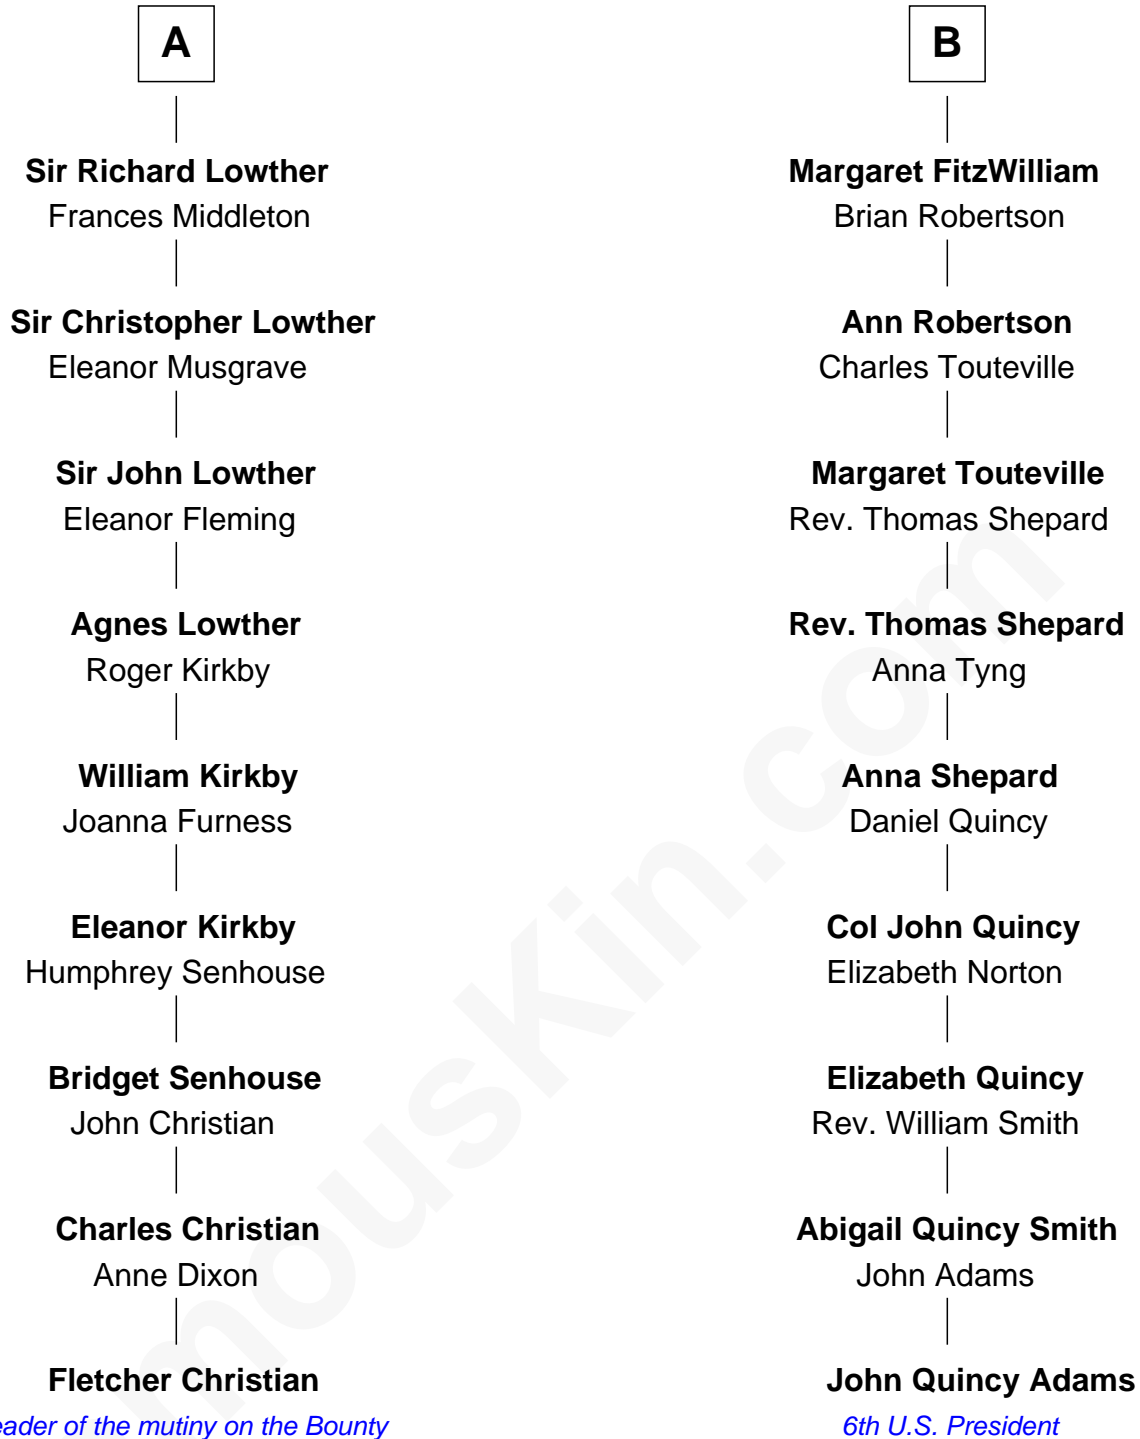 A
Sir Richard Lowther
Frances Middleton
Sir Christopher Lowther
Eleanor Musgrave
Sir John Lowther
Eleanor Fleming
Agnes Lowther
Roger Kirkby
William Kirkby
Joanna Furness
Eleanor Kirkby
Humphrey Senhouse
Bridget Senhouse
John Christian
Charles Christian
Anne Dixon
Fletcher Christian
eader of the mutiny on the Bounty
B
Margaret FitzWilliam
Brian Robertson
Ann Robertson
Charles Touteville
Margaret Touteville
Rev. Thomas Shepard
Rev. Thomas Shepard
Anna Tyng
Anna Shepard
Daniel Quincy
Col John Quincy
Elizabeth Norton
Elizabeth Quincy
Rev. William Smith
Abigail Quincy Smith
John Adams
John Quincy Adams
6th U.S. President
mousKin.com